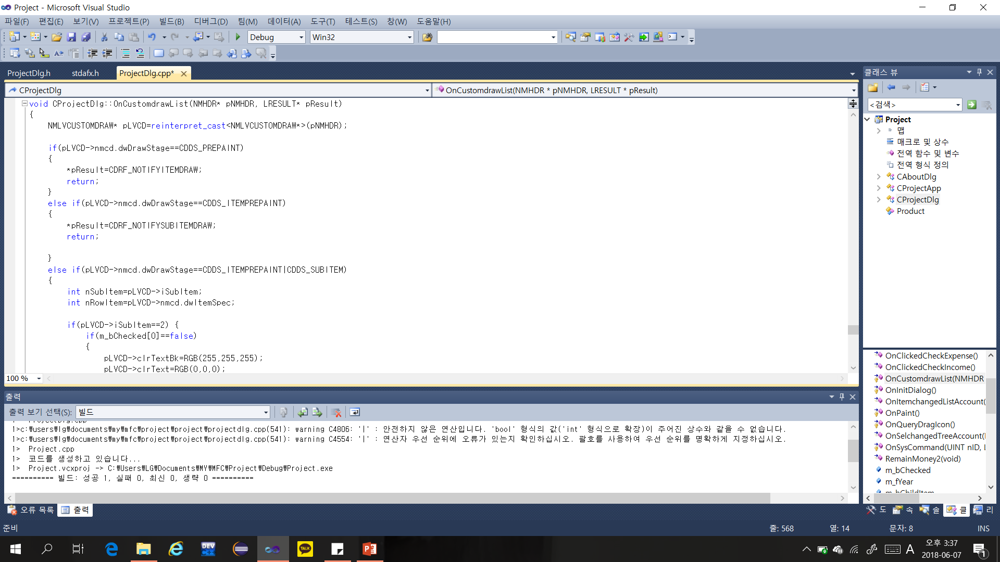 Project - Microsoft Visual Studio
파일(F) 편집(E) 보기(V) 프로젝트(P) 빌드(B) 디버그(D) 팀(M) 데이터(A) 도구(T) 테스트(S) 창(W) 도움말(H)
Debug Win32
ProjectDlg.h stdafx.h ProjectDlg.cpp*
CProjectDlg OnCustomdrawList(NMHDR * pNMHDR, LRESULT * pResult)
void CProjectDlg::OnCustomdrawList(NMHDR* pNMHDR, LRESULT* pResult)
{
NMLVCUSTOMDRAW* pLVCD=reinterpret_cast<NMLVCUSTOMDRAW*>(pNMHDR);
if(pLVCD->nmcd.dwDrawStage==CDDS_PREPAINT)
{
*pResult=CDRF_NOTIFYITEMDRAW;
return;
}
else if(pLVCD->nmcd.dwDrawStage==CDDS_ITEMPREPAINT)
{
*pResult=CDRF_NOTIFYSUBITEMDRAW;
return;
}
else if(pLVCD->nmcd.dwDrawStage==CDDS_ITEMPREPAINT|CDDS_SUBITEM)
{
int nSubItem=pLVCD->iSubItem;
int nRowItem=pLVCD->nmcd.dwItemSpec;
if(pLVCD->iSubItem==2) {
if(m_bChecked[0]==false)
{
pLVCD->clrTextBk=RGB(255,255,255);
pLVCD->clrText=RGB(0,0,0);
100 %
출력
출력 보기 선택(S): 빌드
1> ProjectDlg.cpp
1>c:\users\lg\documents\my\mfc\project\project\projectdlg.cpp(541): warning C4806: '|' : 안전하지 않은 연산입니다. 'bool' 형식의 값('int' 형식으로 확장)이 주어진 상수와 같을 수 없습니다.
1>c:\users\lg\documents\my\mfc\project\project\projectdlg.cpp(541): warning C4554: '|' : 연산자 우선 순위에 오류가 있는지 확인하십시오. 괄호를 사용하여 우선 순위를 명확하게 지정하십시오.
1> Project.cpp
1> 코드를 생성하고 있습니다...
1> Project.vcxproj -> C:\Users\LG\Documents\MY\MFC\Project\Debug\Project.exe
========== 빌드: 성공 1, 실패 0, 최신 0, 생략 0 ==========
오류 목록 출력
클래스 뷰
<검색>
Project
맵
매크로 및 상수
전역 함수 및 변수
전역 형식 정의
CAboutDlg
CProjectApp
CProjectDlg
Product
OnClickedCheckExpense()
OnClickedCheckIncome()
OnCustomdrawList(NMHDR
OnInitDialog()
OnItemchangedListAccount(
OnPaint()
OnQueryDragIcon()
OnSelchangedTreeAccount(
OnSysCommand(UINT nID, L
RemainMoney2(void)
m_bChecked
m_fYear
m_hChildItem
도 속 솔 클 리
준비 줄: 568 열: 14 문자: 8 INS
DEV C++ TALK A 오후 3:37
2018-06-07 1